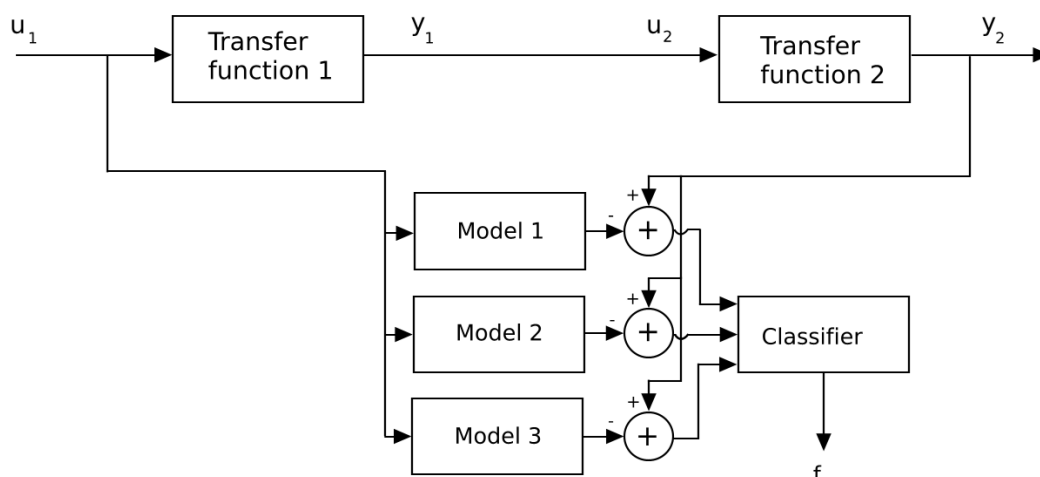 u1
y1
u2
y2
Transfer
function 1
Transfer
function 2
+
-
Model 1
+
+
-
Model 2
+
Classifier
+
-
Model 3
+
f